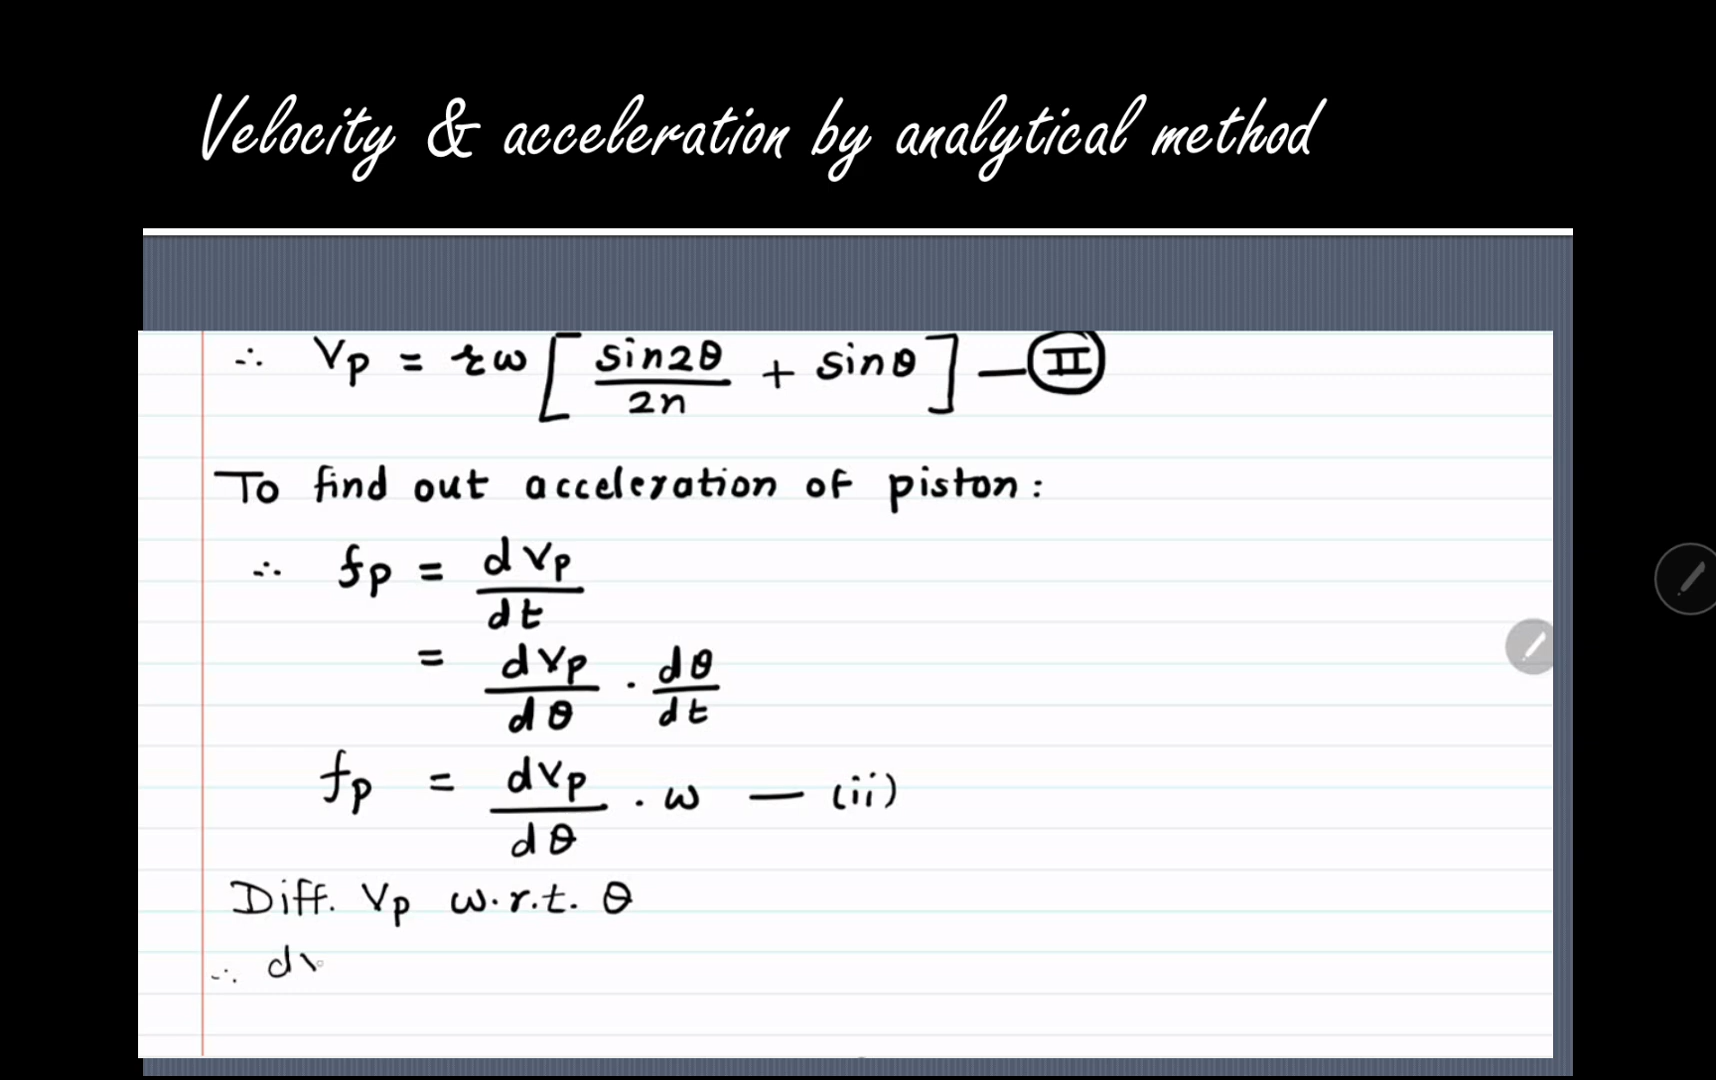 Velocity & acceleration by analytical method
∴ Vp = rω [ sin2θ / 2n + sinθ ] — II
To find out acceleration of piston:
∴ fp = dVp / dt
= dVp / dθ · dθ / dt
fp = dVp / dθ · ω — (ii)
Diff. Vp w.r.t. θ
∴ dV